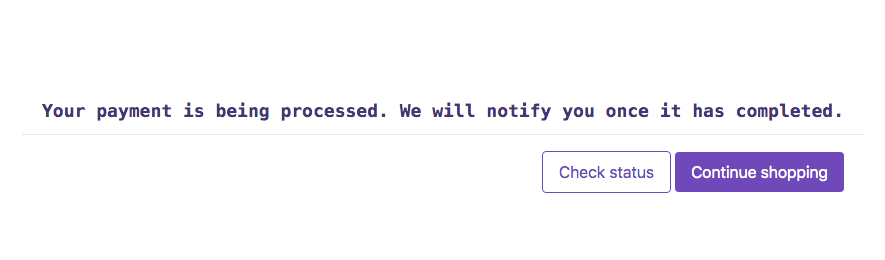 Your payment is being processed. We will notify you once it has completed.
Check status
Continue shopping